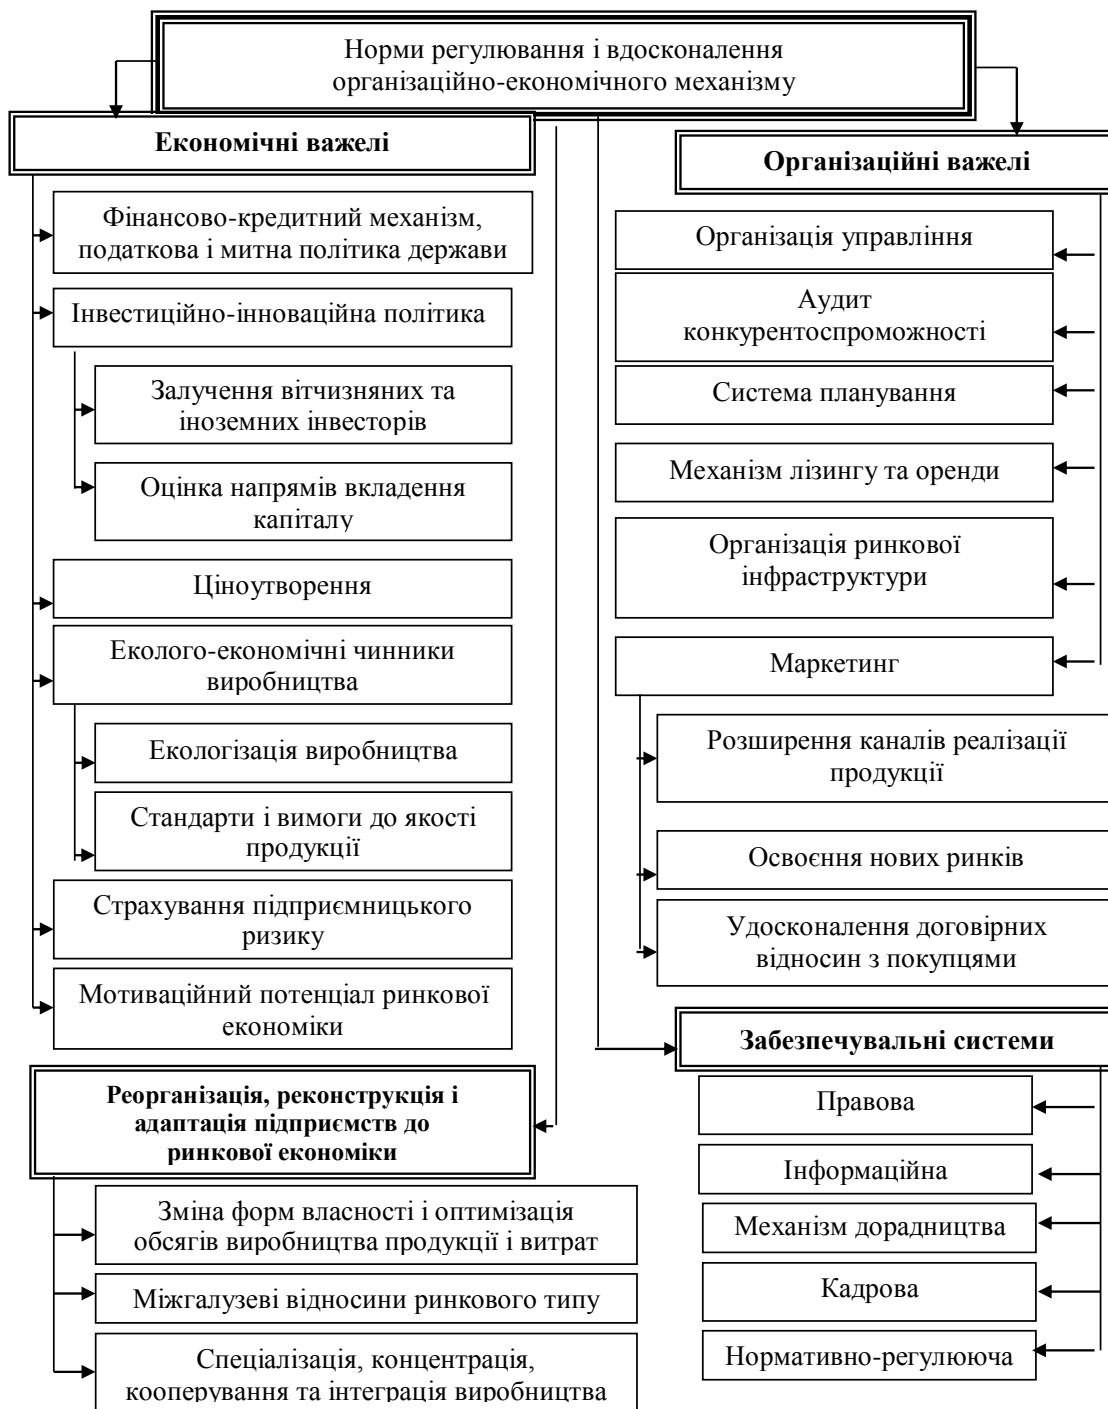 Норми регулювання і вдосконалення
організаційно-економічного механізму
Економічні важелі
Фінансово-кредитний механізм,
податкова і митна політика держави
Інвестиційно-інноваційна політика
Залучення вітчизняних та
іноземних інвесторів
Оцінка напрямів вкладення
капіталу
Ціноутворення
Еколого-економічні чинники
виробництва
Екологізація виробництва
Стандарти і вимоги до якості
продукції
Страхування підприємницького
ризику
Мотиваційний потенціал ринкової
економіки
Реорганізація, реконструкція і
адаптація підприємств до
ринкової економіки
Зміна форм власності і оптимізація
обсягів виробництва продукції і витрат
Міжгалузеві відносини ринкового типу
Спеціалізація, концентрація,
кооперування та інтеграція виробництва
Організаційні важелі
Організація управління
Аудит
конкурентоспроможності
Система планування
Механізм лізингу та оренди
Організація ринкової
інфраструктури
Маркетинг
Розширення каналів реалізації
продукції
Освоєння нових ринків
Удосконалення договірних
відносин з покупцями
Забезпечувальні системи
Правова
Інформаційна
Механізм дорадництва
Кадрова
Нормативно-регулююча